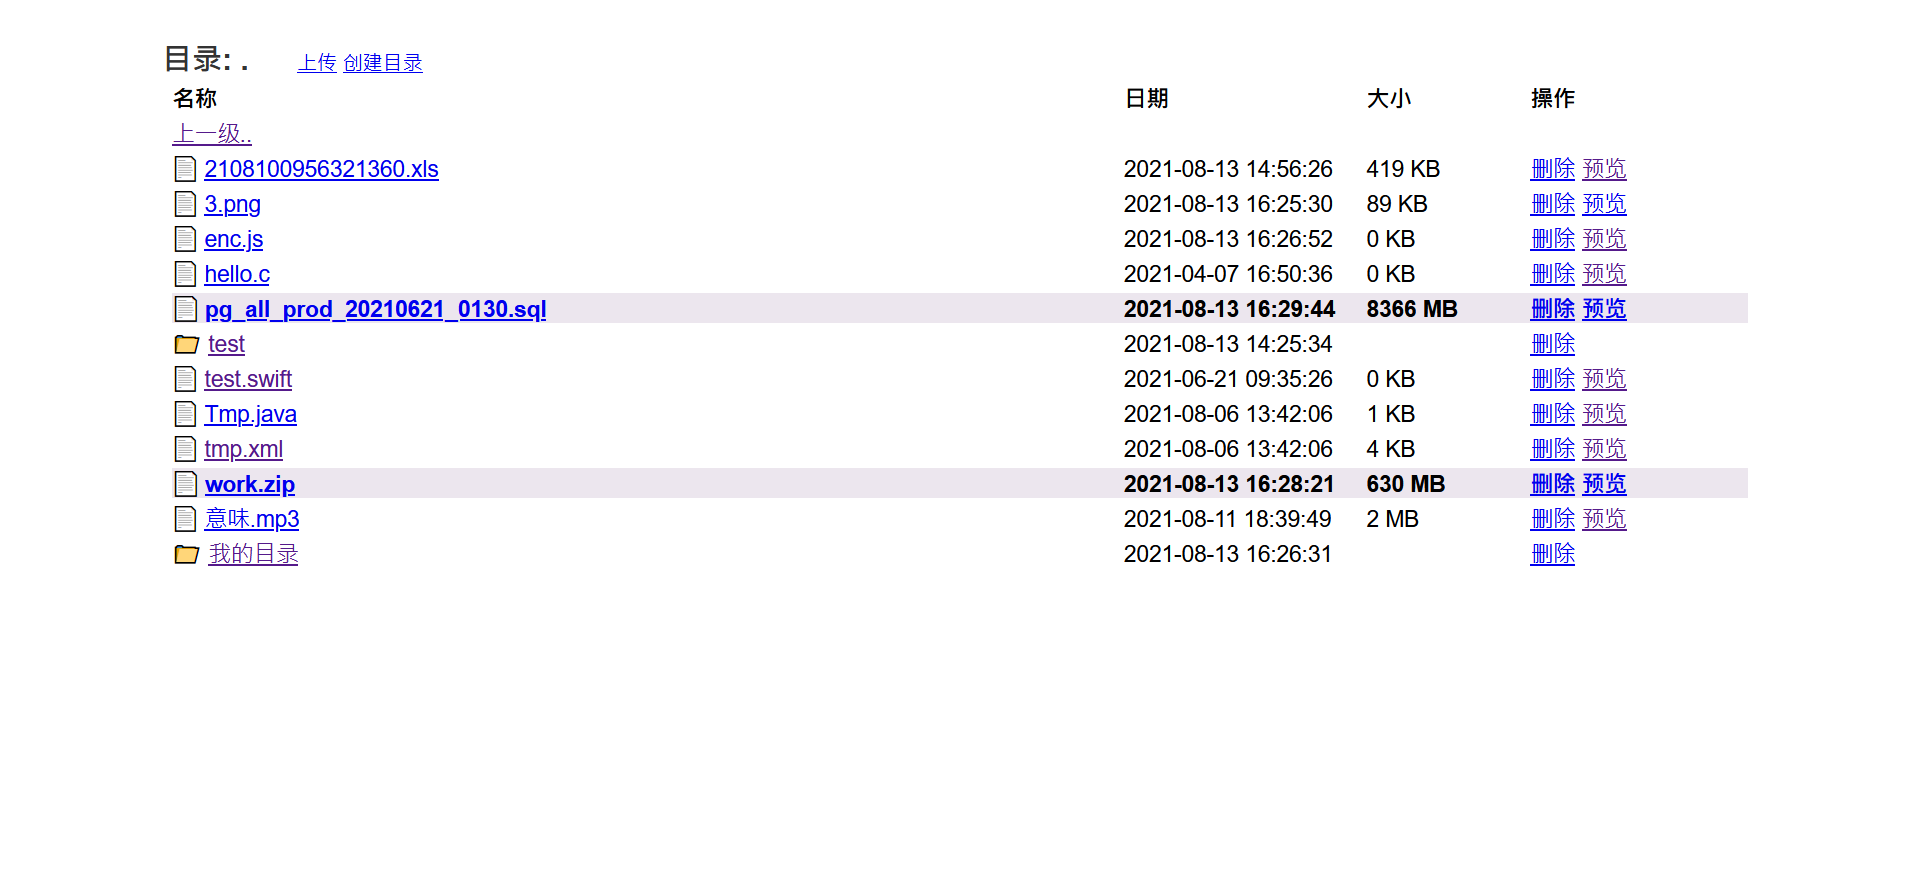 目录: . 上传 创建目录
名称 日期 大小 操作
上一级..
2108100956321360.xls 2021-08-13 14:56:26 419 KB 删除 预览
3.png 2021-08-13 16:25:30 89 KB 删除 预览
enc.js 2021-08-13 16:26:52 0 KB 删除 预览
hello.c 2021-04-07 16:50:36 0 KB 删除 预览
pg_all_prod_20210621_0130.sql 2021-08-13 16:29:44 8366 MB 删除 预览
test 2021-08-13 14:25:34 删除
test.swift 2021-06-21 09:35:26 0 KB 删除 预览
Tmp.java 2021-08-06 13:42:06 1 KB 删除 预览
tmp.xml 2021-08-06 13:42:06 4 KB 删除 预览
work.zip 2021-08-13 16:28:21 630 MB 删除 预览
意味.mp3 2021-08-11 18:39:49 2 MB 删除 预览
我的目录 2021-08-13 16:26:31 删除